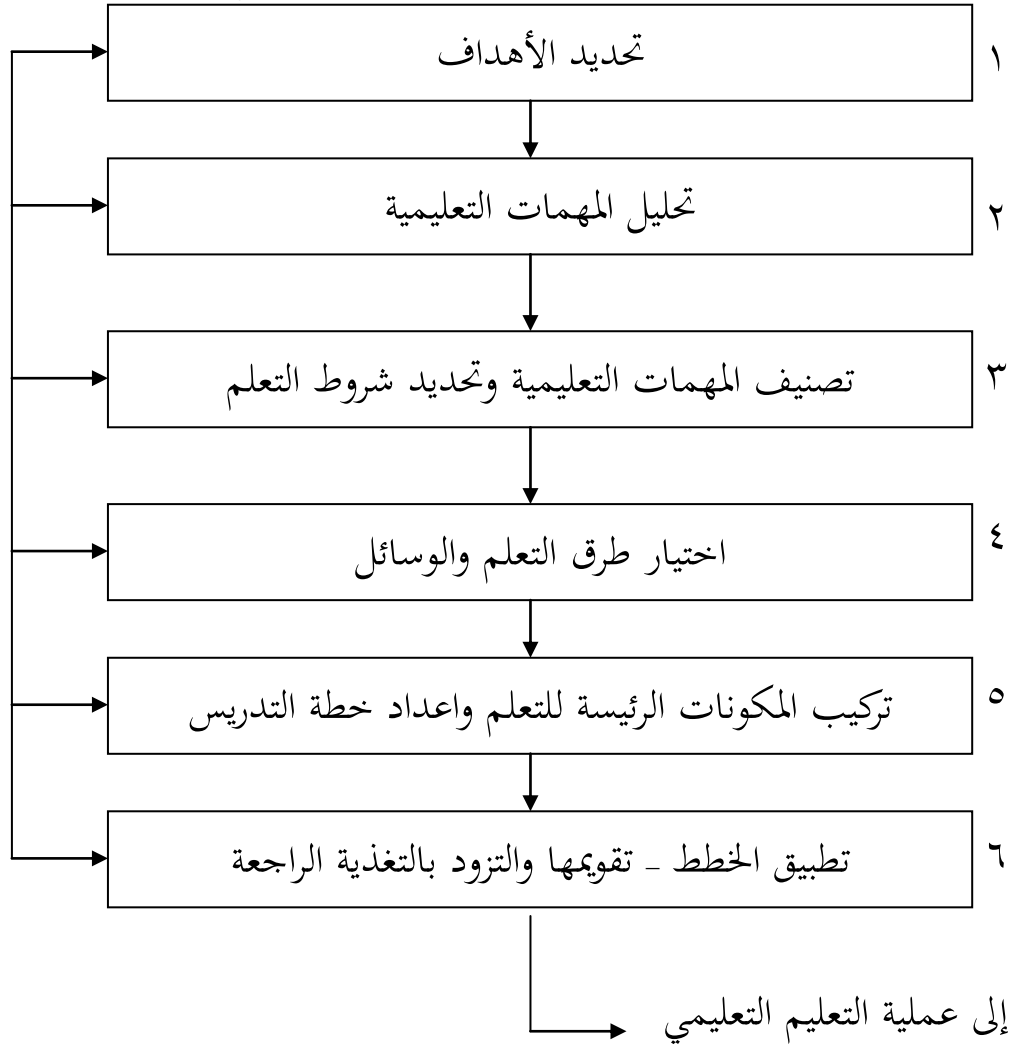 ١ تحديد الأهداف
٢ تحليل المهمات التعليمية
٣ تصنيف المهمات التعليمية وتحديد شروط التعلم
٤ اختيار طرق التعلم والوسائل
٥ تركيب المكونات الرئيسة للتعلم واعداد خطة التدريس
٦ تطبيق الخطط – تقويمها والتزود بالتغذية الراجعة
إلى عملية التعليم التعليمي